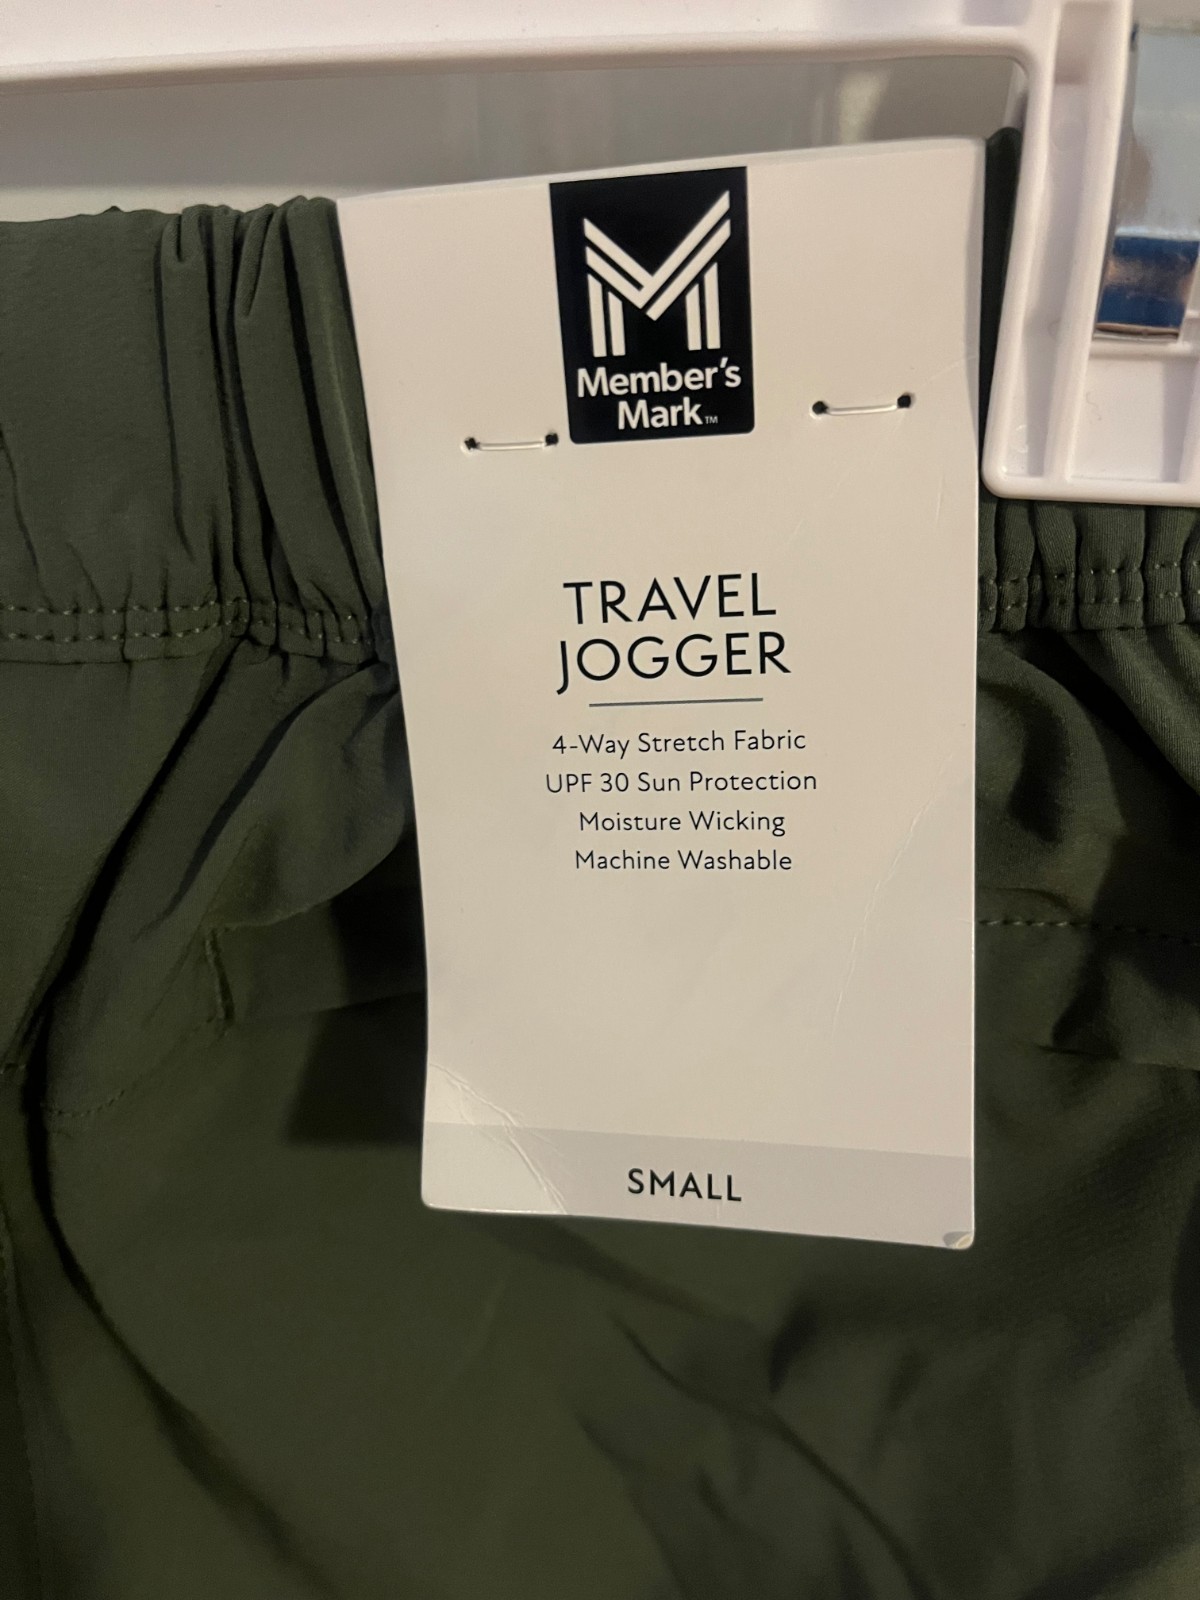 Member's
Mark™
TRAVEL
JOGGER
4-Way Stretch Fabric
UPF 30 Sun Protection
Moisture Wicking
Machine Washable
SMALL